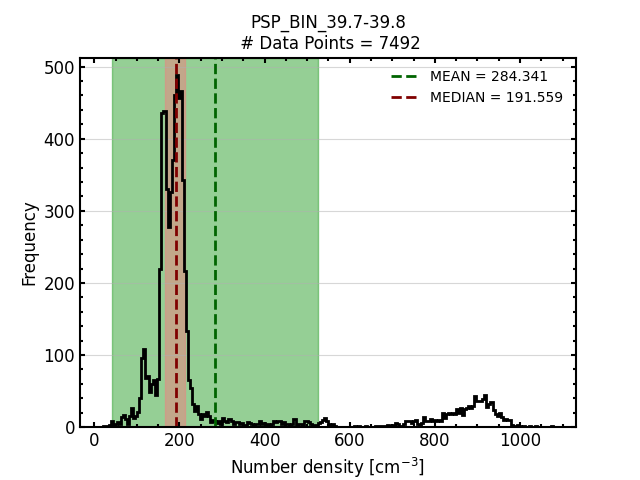 PSP_BIN_39.7-39.8
# Data Points = 7492
MEAN = 284.341
MEDIAN = 191.559
Frequency
500
400
300
200
100
0
0 200 400 600 800 1000
Number density [cm⁻³]